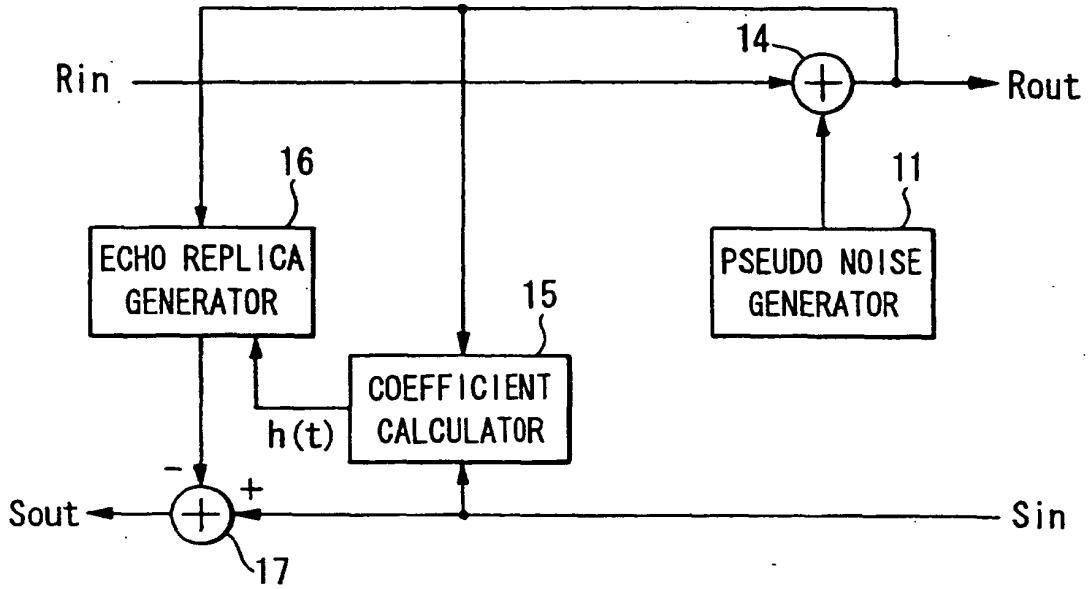 14
Rin
Rout
16
11
ECHO REPLICA
GENERATOR
PSEUDO NOISE
GENERATOR
15
COEFFICIENT
CALCULATOR
h(t)
-
+
Sout
Sin
17